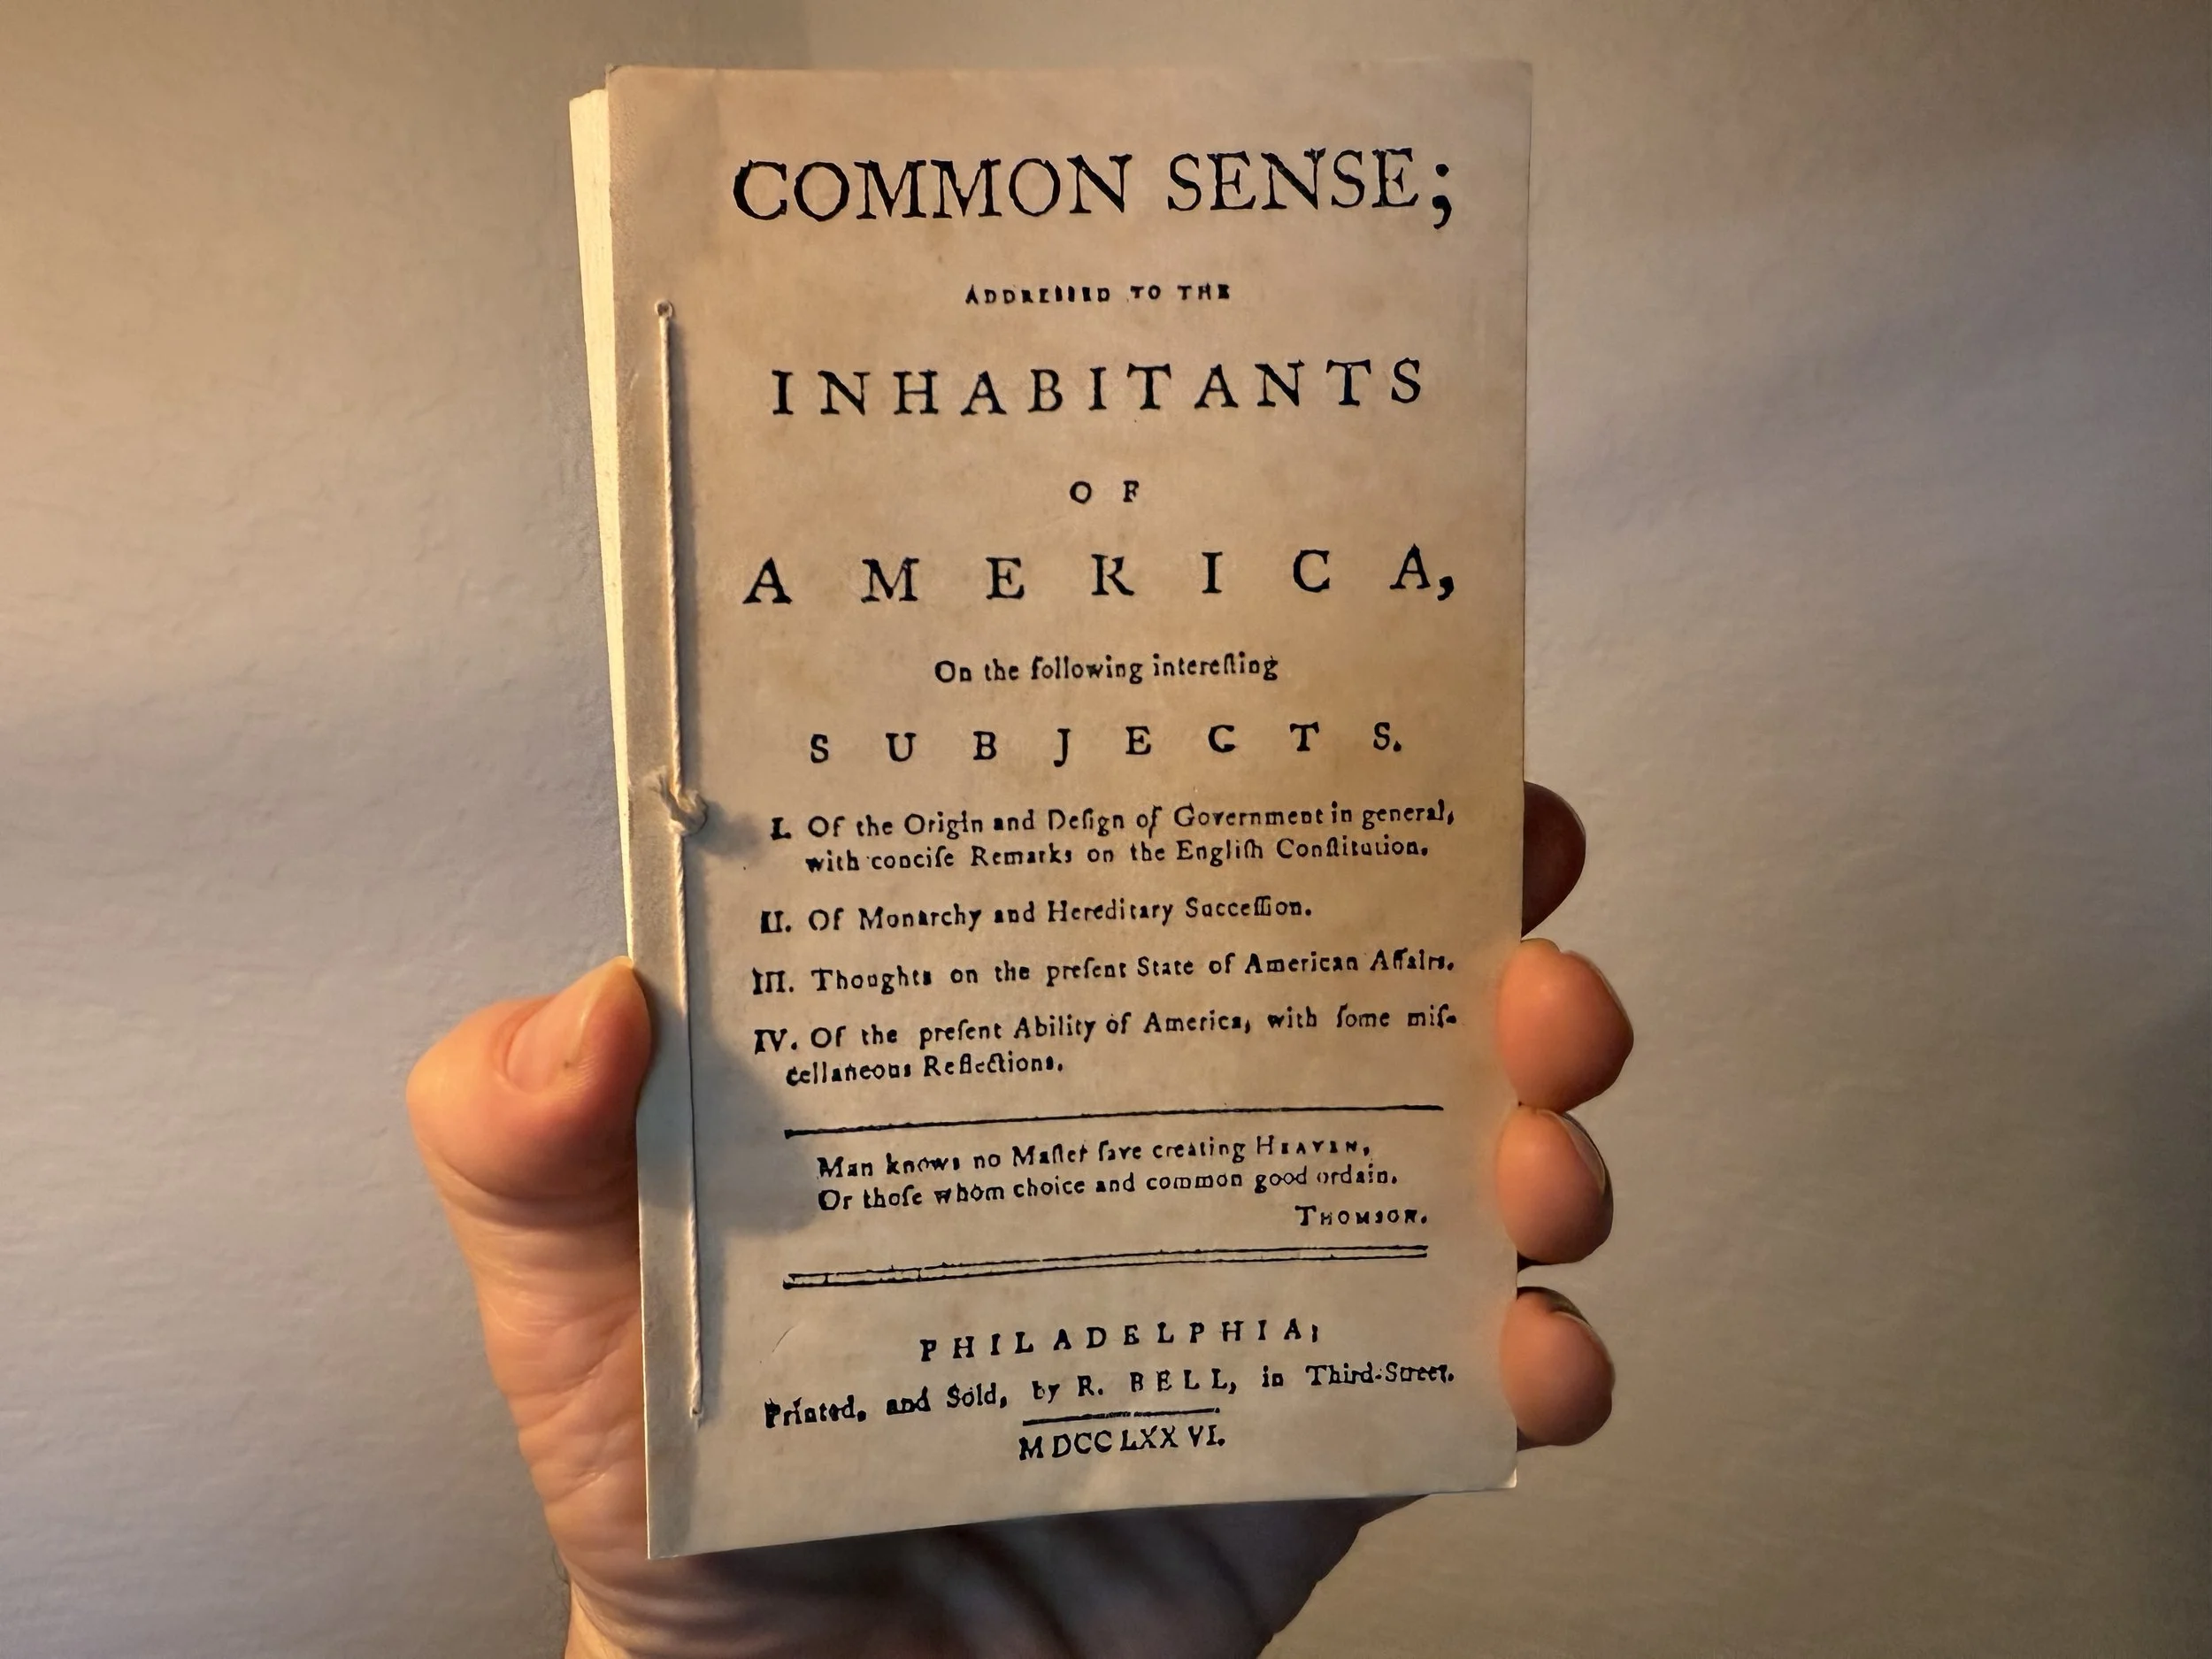 COMMON SENSE;
ADDRESSED TO THE
INHABITANTS
OF
AMERICA,
On the following intereſting
SUBJECTS.
I. Of the Origin and Deſign of Government in general,
with conciſe Remarks on the Engliſh Conſtitution.
II. Of Monarchy and Hereditary Succeſſion.
III. Thoughts on the preſent State of American Affairs.
IV. Of the preſent Ability of America, with ſome miſ-
cellaneous Reflections.
Man knows no Maſter ſave creating HEAVEN,
Or thoſe whom choice and common good ordain.
THOMSON.
PHILADELPHIA;
Printed, and Sold, by R. BELL, in Third-Street.
MDCCLXXVI.